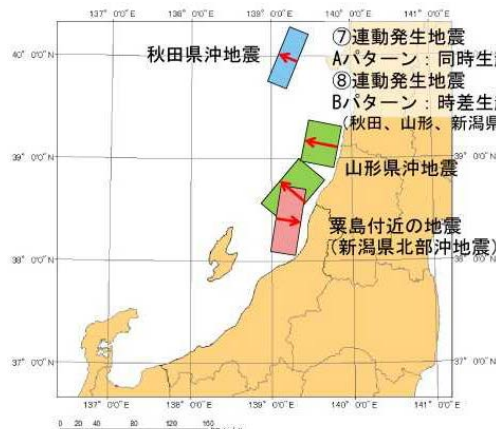 137° 0'0"E 138° 0'0"E 139° 0'0"E 140° 0'0"E
40° 0'0"N
秋田県沖地震
⑦連動発生地震
Aパターン：同時生
⑧連動発生地震
Bパターン：時差生
（秋田、山形、新潟県
39° 0'0"N
39° 0'0"N
山形県沖地震
粟島付近の地震
（新潟県北部沖地震）
38° 0'0"N
38° 0'0"N
37° 0'0"N
37° 0'0"N
137° 0'0"E 138° 0'0"E 139° 0'0"E 140° 0'0"E 141° 0'0"E
0 20 40 80 120 160